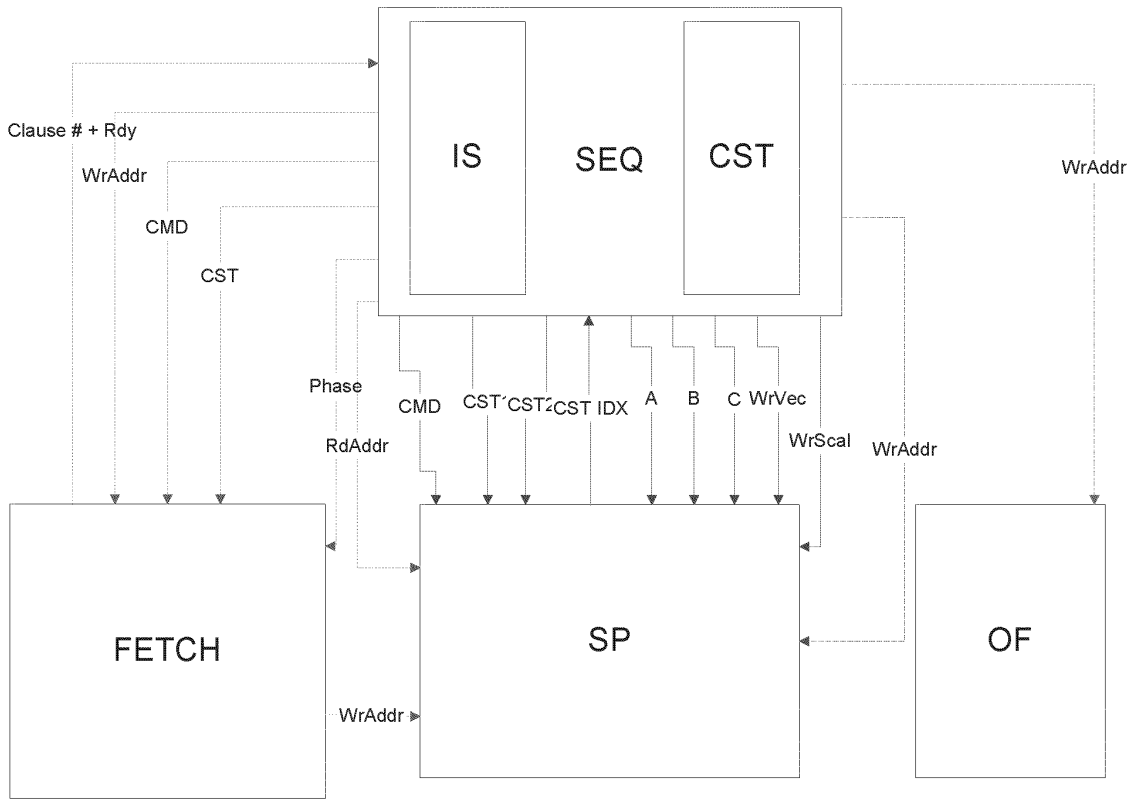 Clause # + Rdy
IS
SEQ
CST
WrAddr
WrAddr
CMD
CST
Phase
CMD
CST1
CST2
CST IDX
A
B
C
WrVec
RdAddr
WrScal
WrAddr
FETCH
SP
OF
WrAddr